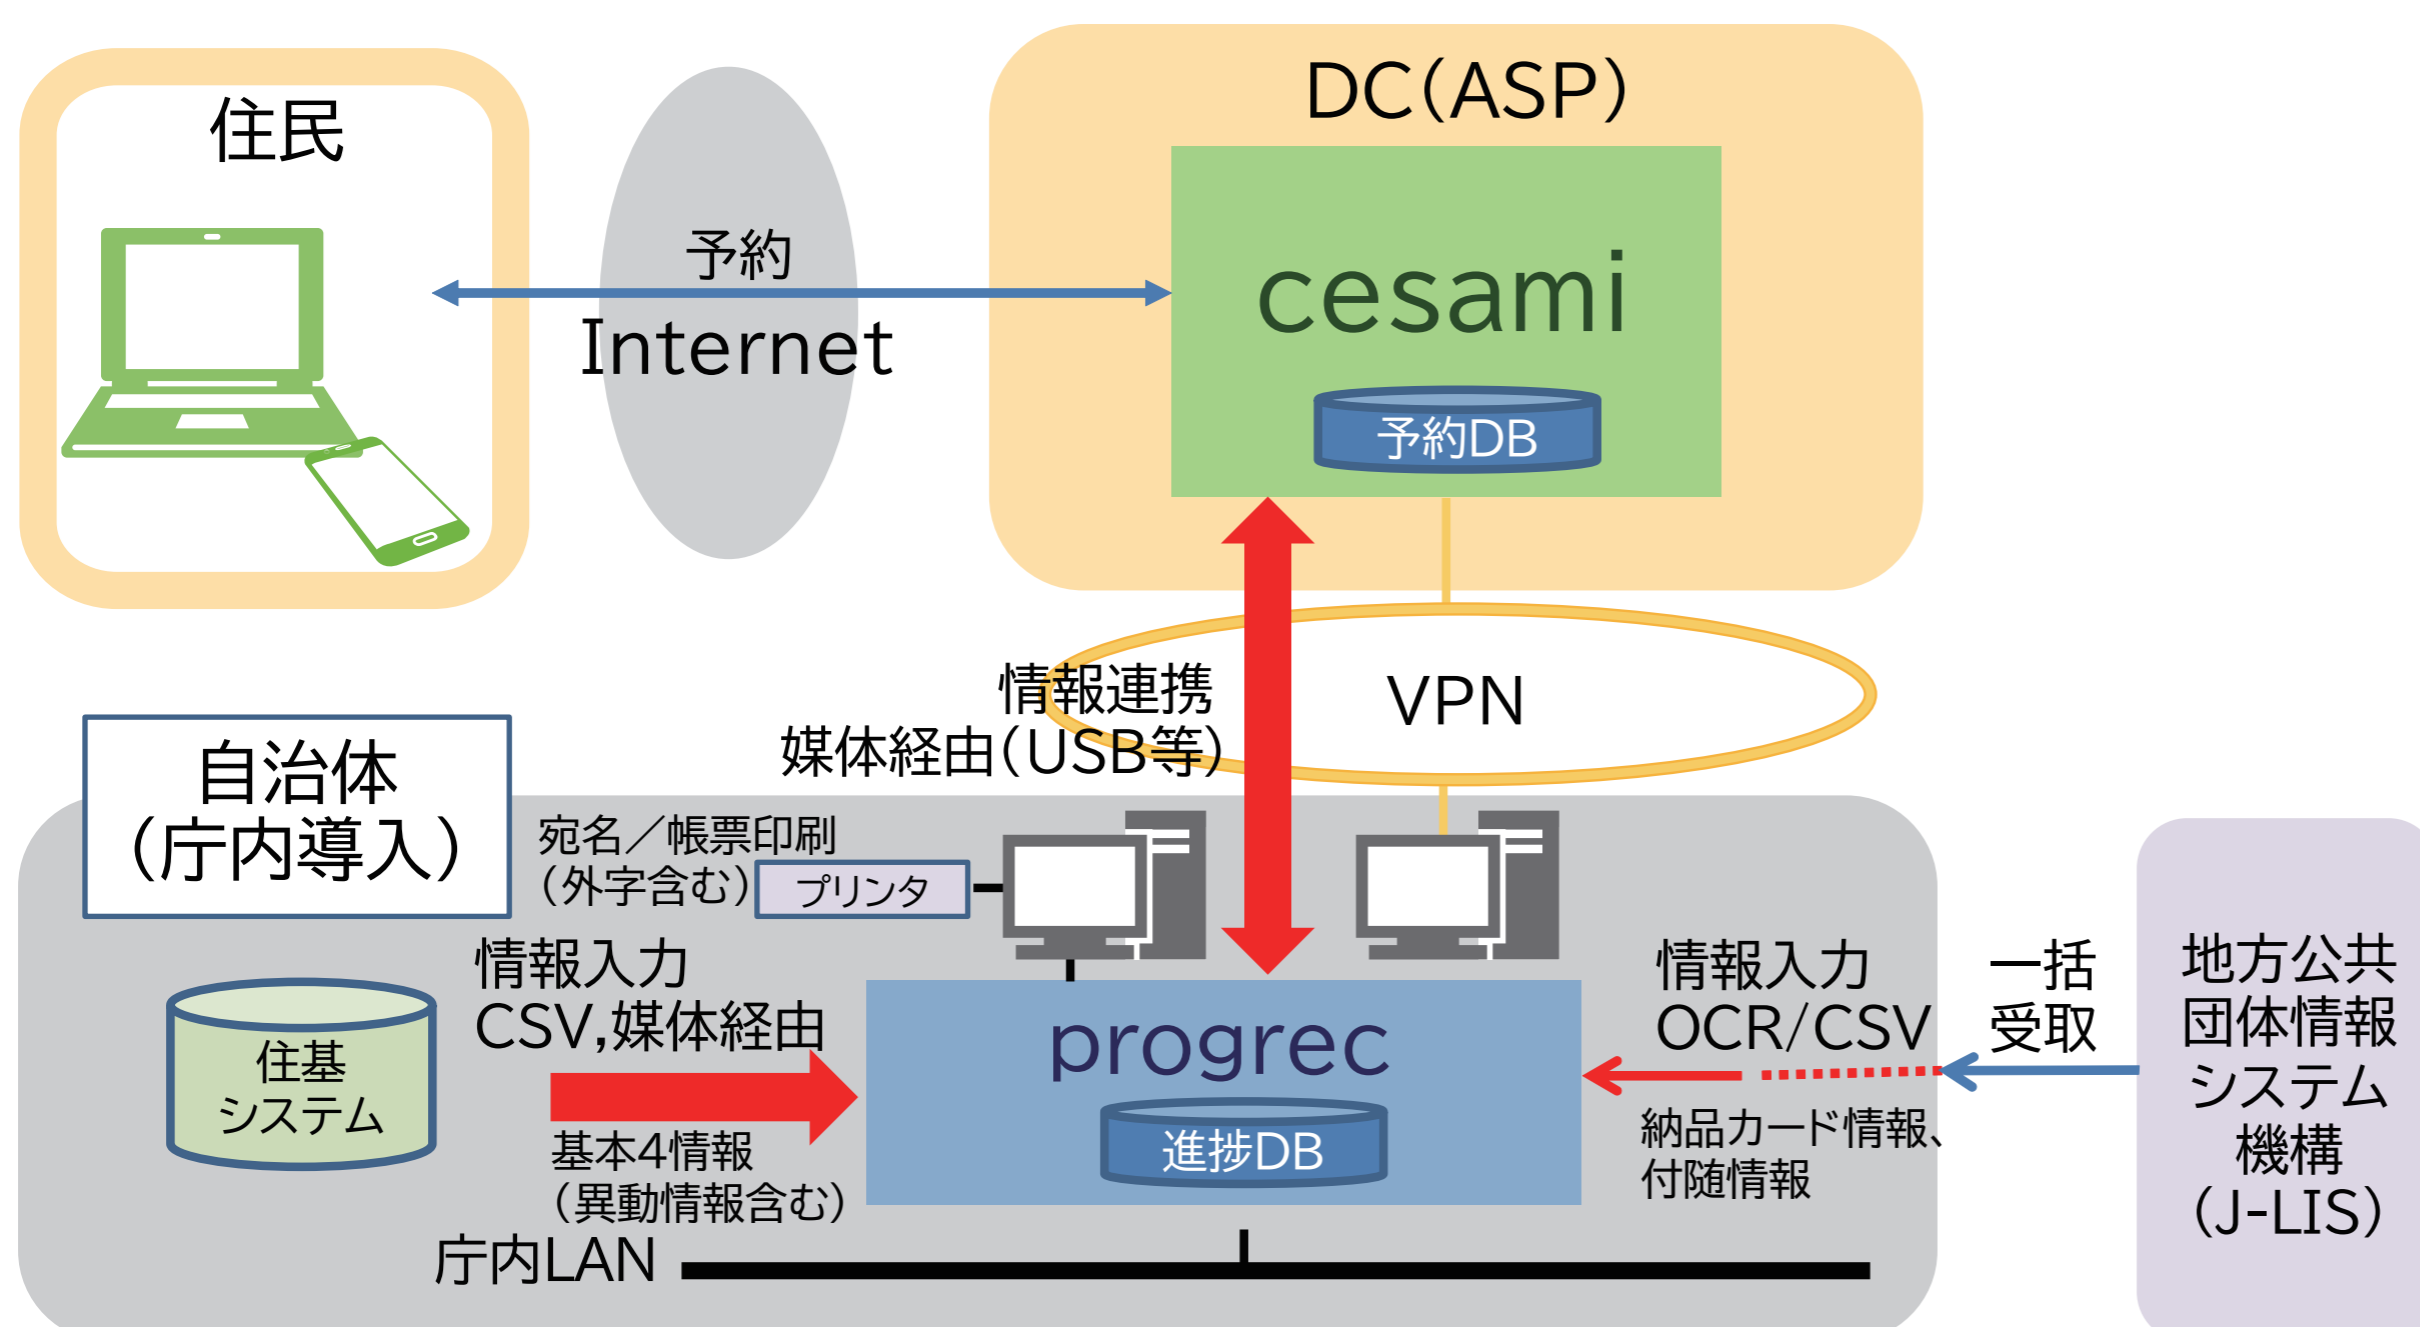 住民
DC(ASP)
予約
Internet
cesami
予約DB
情報連携
媒体経由(USB等)
VPN
自治体
(庁内導入)
宛名／帳票印刷
(外字含む)
プリンタ
情報入力
CSV,媒体経由
住基
システム
基本4情報
(異動情報含む)
progrec
進捗DB
情報入力
OCR/CSV
納品カード情報、
付随情報
一括
受取
地方公共
団体情報
システム
機構
(J-LIS)
庁内LAN